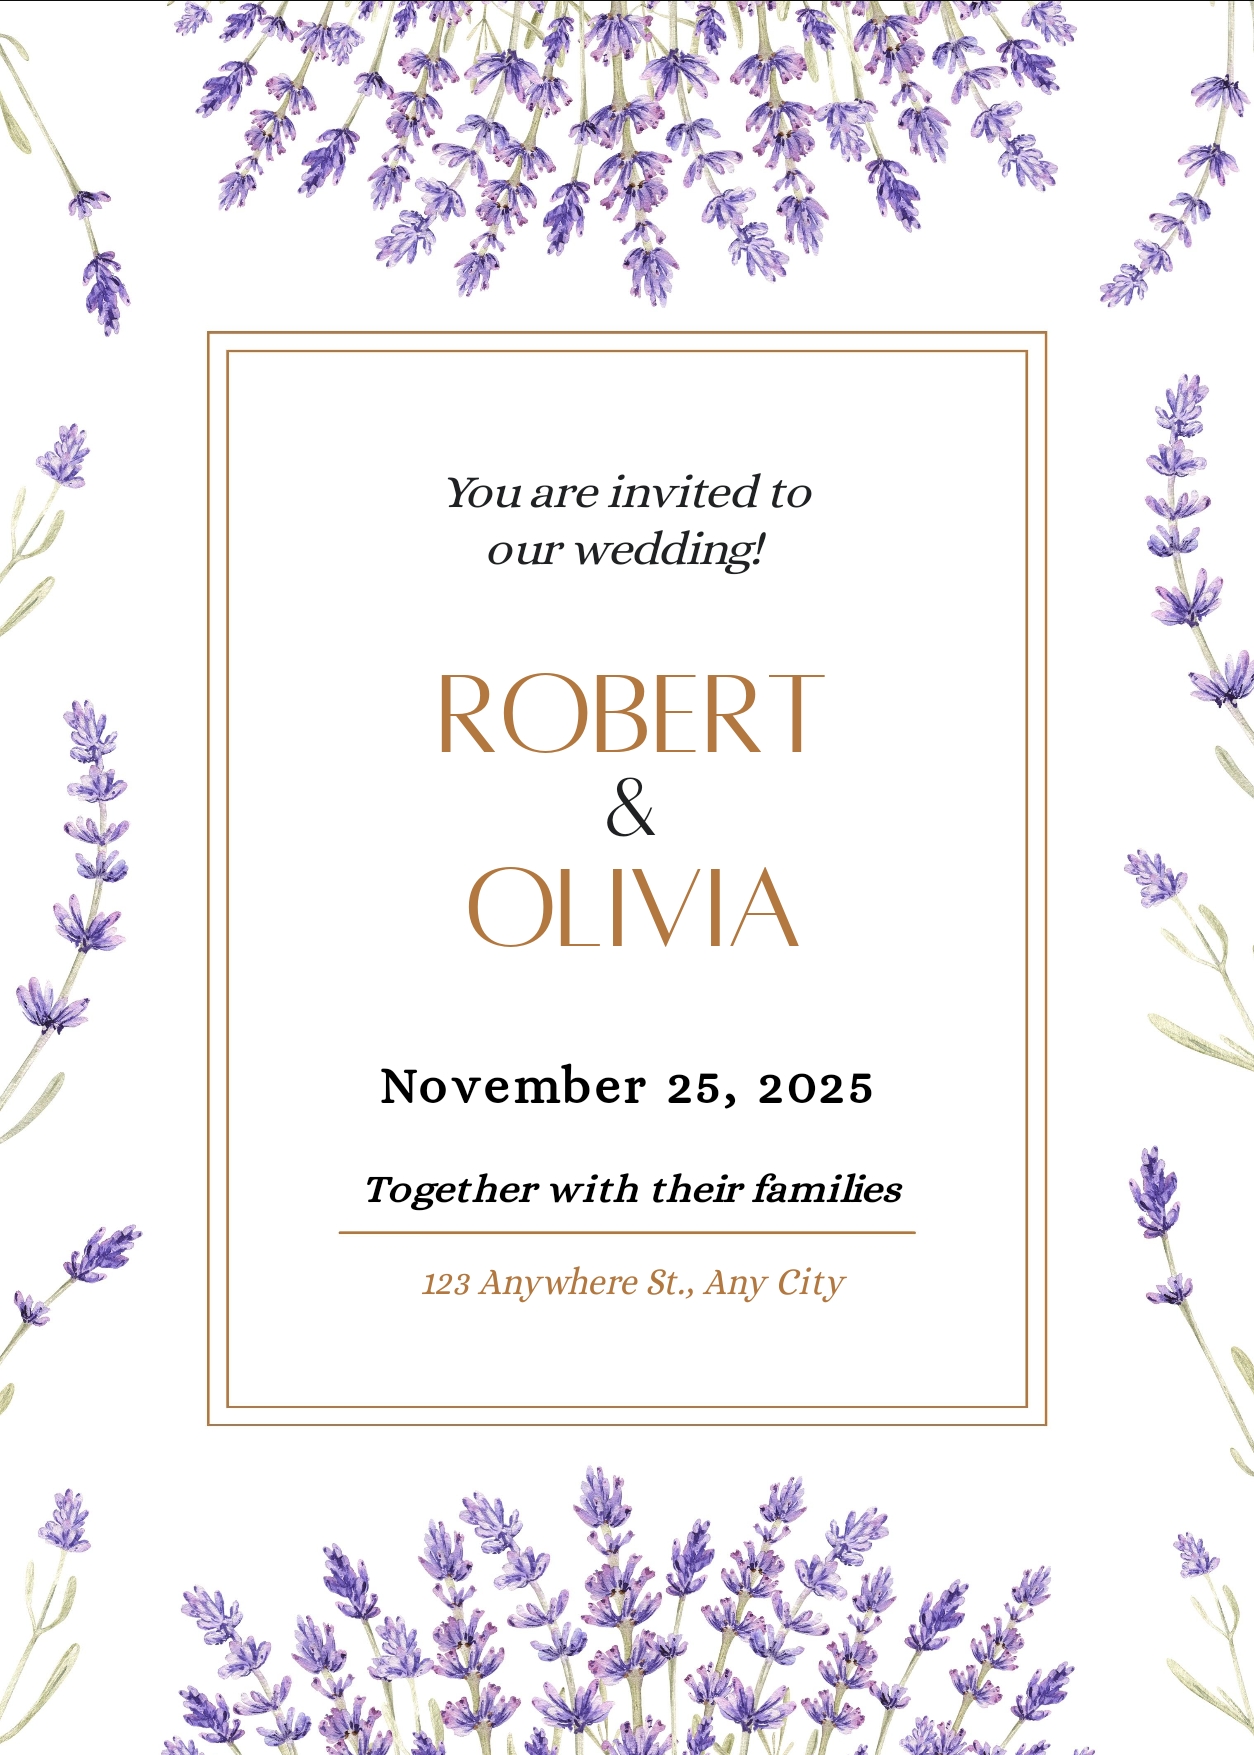 You are invited to
our wedding!
ROBERT
&
OLIVIA
November 25, 2025
Together with their families
123 Anywhere St., Any City